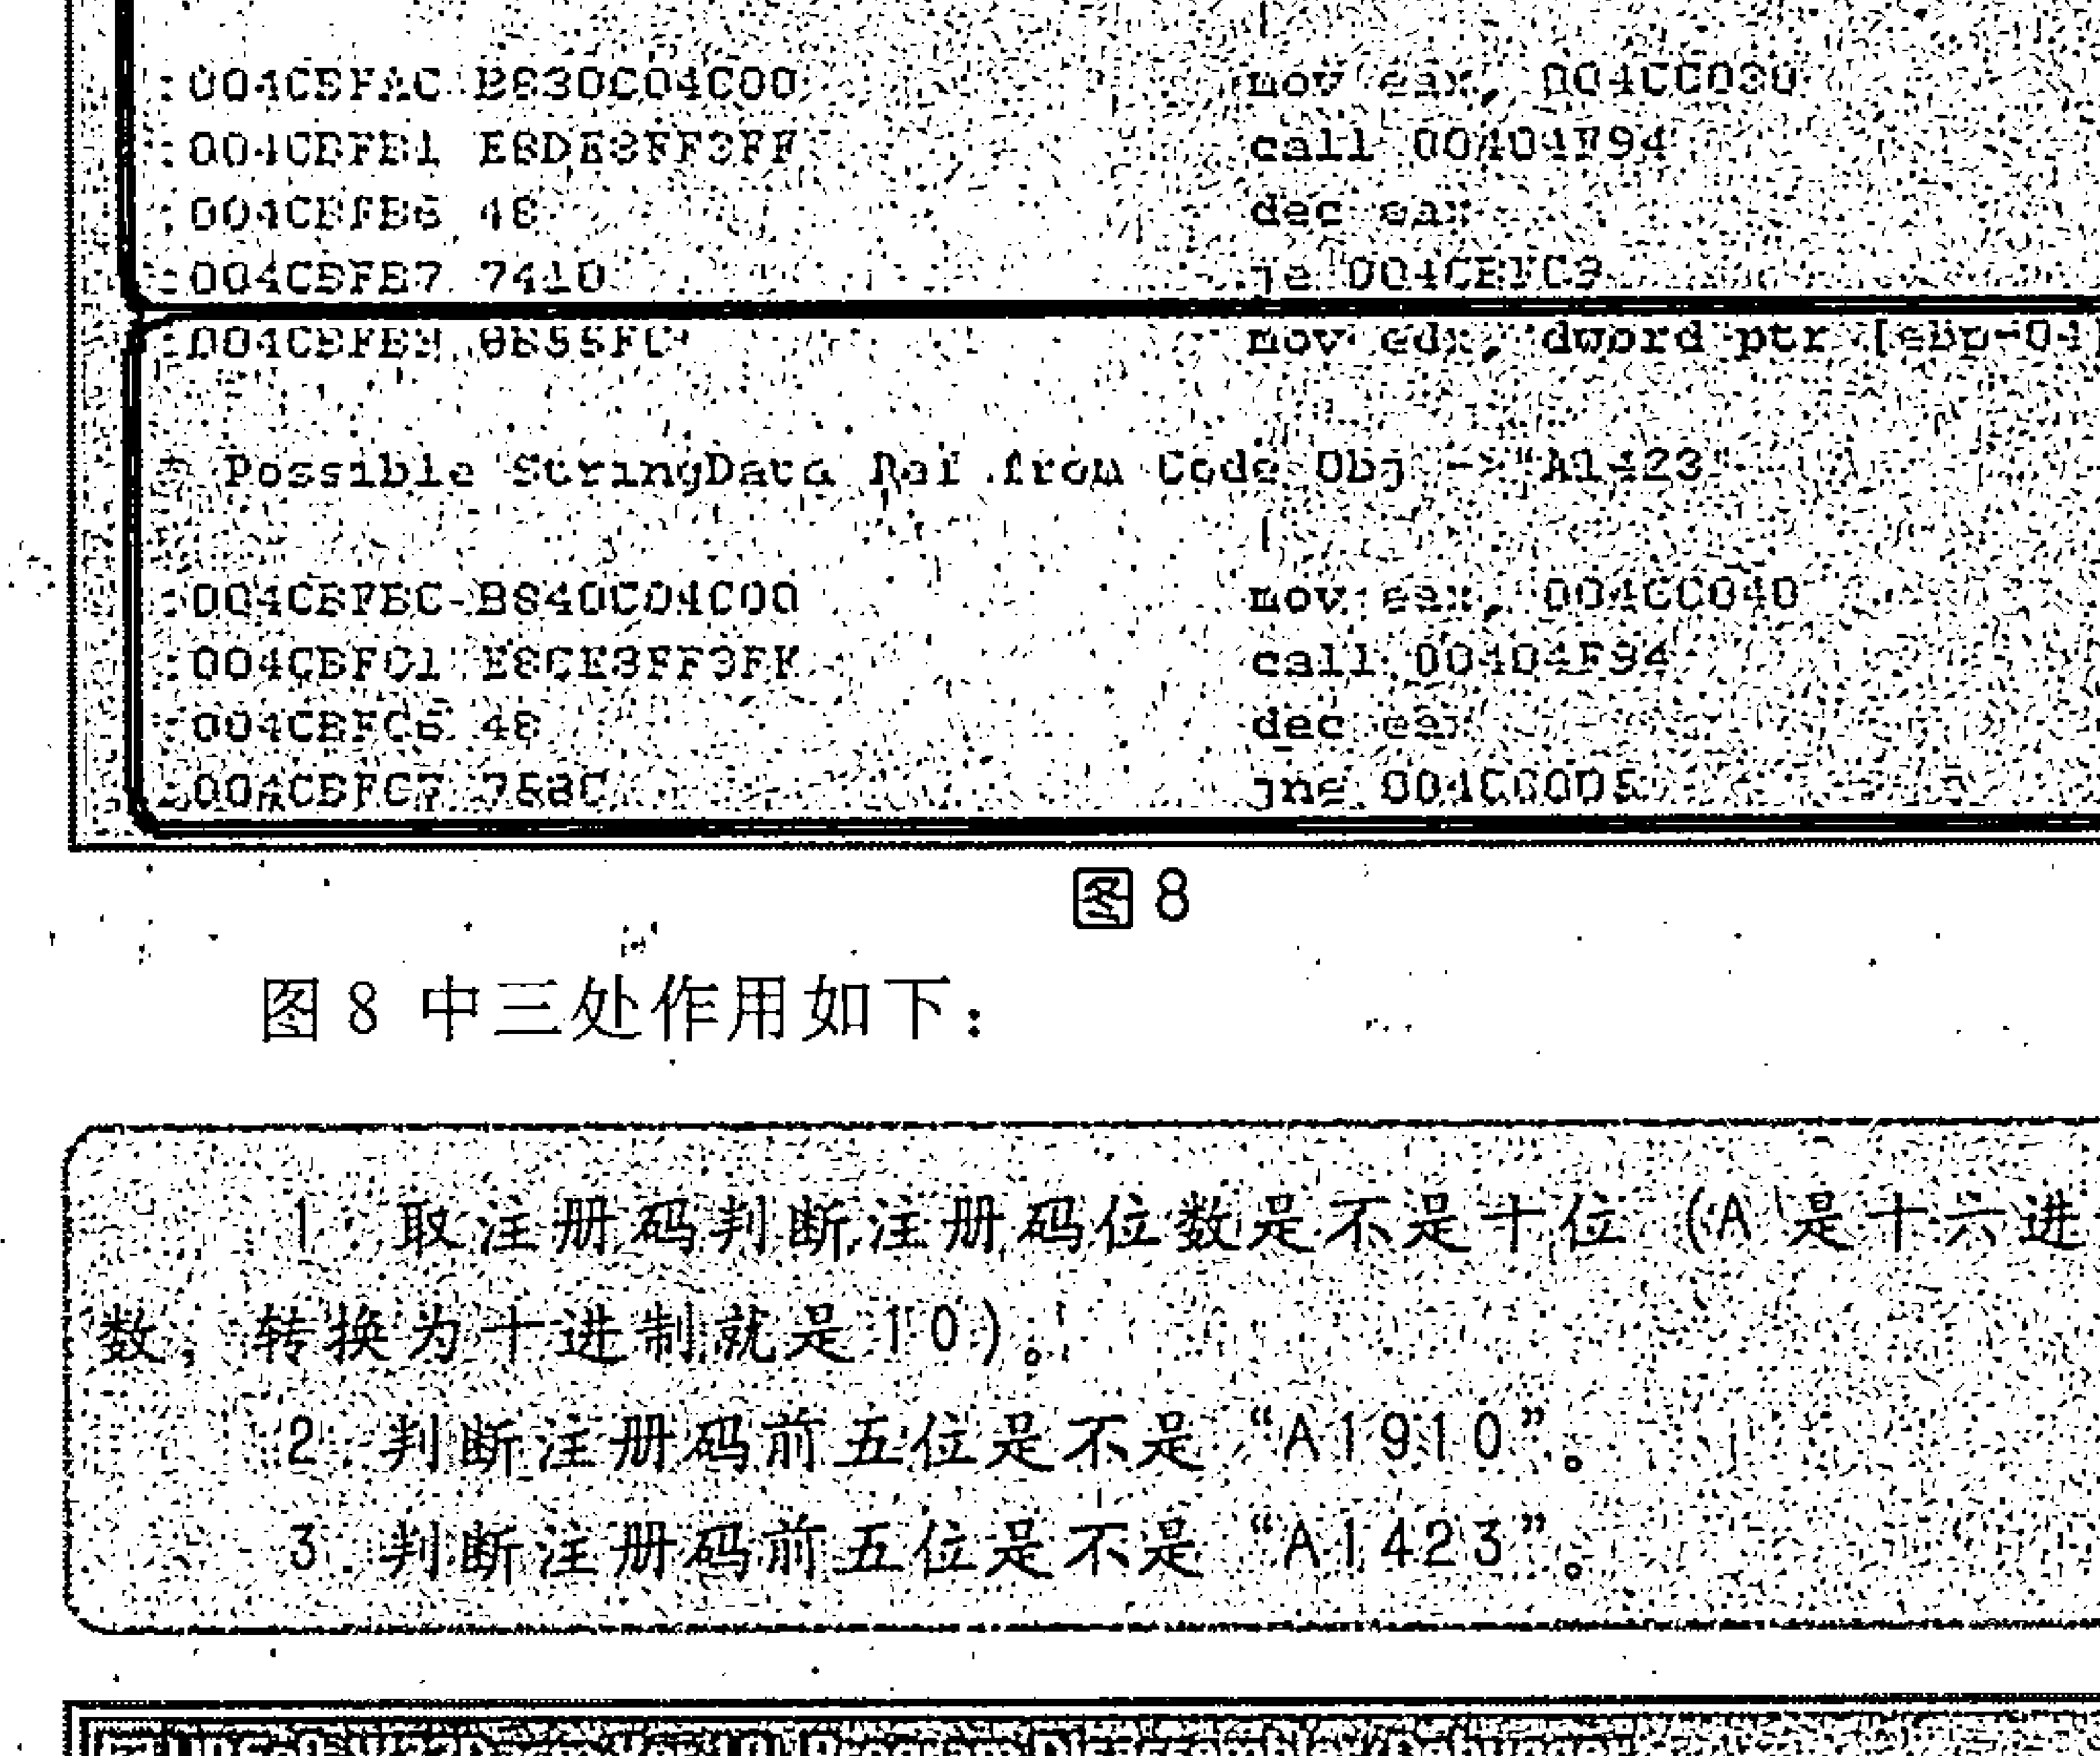 :004CBFAC B830C04C00 mov eax, 004CC030
:004CBFB1 E8DE8FF3FF call 00404F94
:004CBFB6 48 dec eax
:004CBFB7 7410 je 004CBFC9
:004CBFB9 8B55FC mov edx, dword ptr [ebp-04]
* Possible StringData Ref from Code Obj ->"A1423"
|
:004CBFBC B840C04C00 mov eax, 004CC040
:004CBFC1 E8CE8FF3FF call 00404F94
:004CBFC6 48 dec eax
:004CBFC7 jne 004CC0D5
图8
图8 中三处作用如下：
1. 取注册码判断注册码位数是不是十位 (A 是十六进
数，转换为十进制就是10)。
2. 判断注册码前五位是不是 “A1910”。
3. 判断注册码前五位是不是 “A1423”。